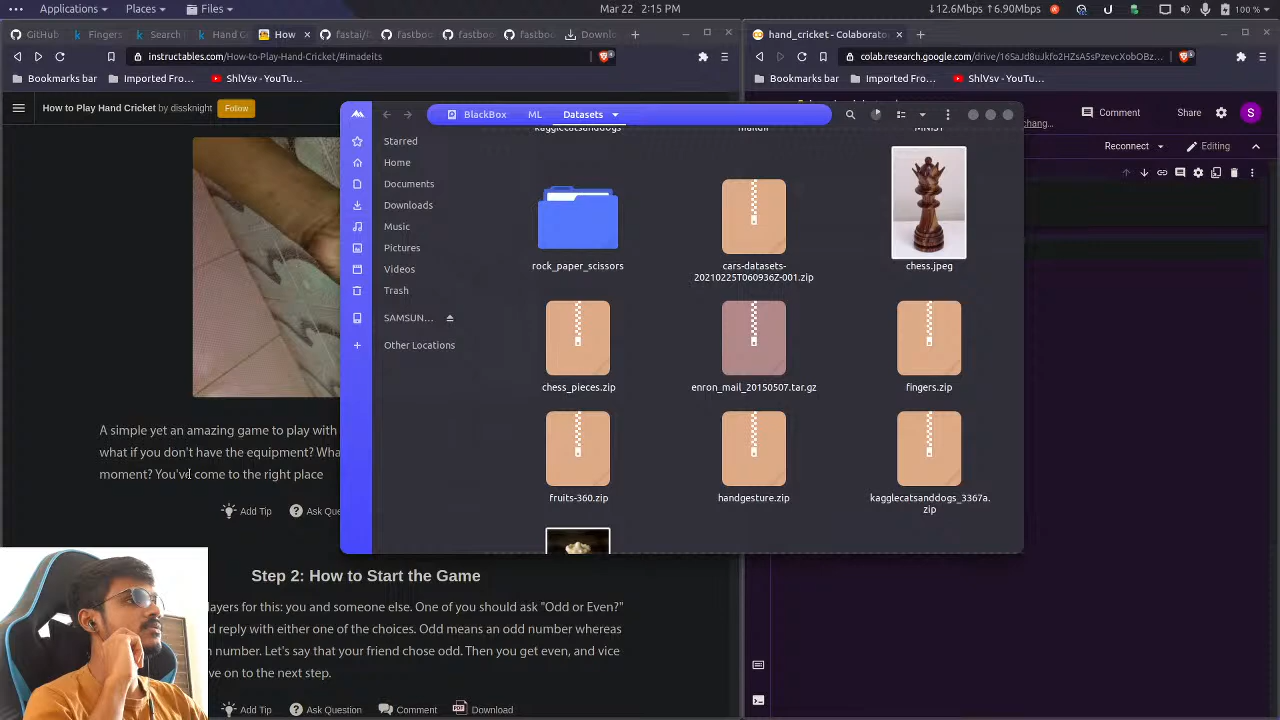 Applications Places Files Mar 22 2:15 PM ↓12.6Mbps ↑6.90Mbps 100 %
GitHub Fingers Search Hand G How fastai/ fastboo fastboo fastboo Downlo
hand_cricket - Colaborato
instructables.com/How-to-Play-Hand-Cricket/#imadeits
colab.research.google.com/drive/
Bookmarks bar Imported Fro... ShlVsv - YouTu...
Bookmarks bar Imported Fro... ShlVsv - YouTu...
How to Play Hand Cricket by dissknight Follow
BlackBox ML Datasets
Comment Share S
chang...
Reconnect Editing
Starred
Home
Documents
Downloads
Music
Pictures
Videos
Trash
SAMSUN...
Other Locations
kagglecatsanddogs
MNIST
rock_paper_scissors
cars-datasets-
20210225T060936Z-001.zip
chess.jpeg
chess_pieces.zip
enron_mail_20150507.tar.gz
fingers.zip
fruits-360.zip
handgesture.zip
kagglecatsanddogs_3367a.
zip
A simple yet an amazing game to play with
what if you don't have the equipment? Wha
moment? You've come to the right place
Add Tip Ask Que
Step 2: How to Start the Game
layers for this: you and someone else. One of you should ask "Odd or Even?"
d reply with either one of the choices. Odd means an odd number whereas
n number. Let's say that your friend chose odd. Then you get even, and vice
ve on to the next step.
Add Tip Ask Question Comment Download